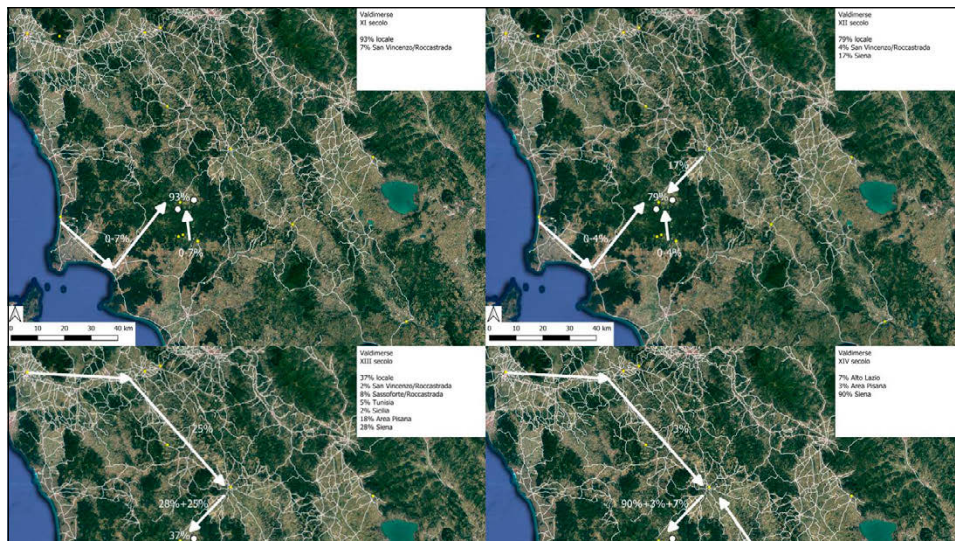 Valdimerse
XI secolo
93% locale
7% San Vincenzo/Roccastrada
93%
0-7%
0-7%
0 10 20 30 40 km
Valdimerse
XII secolo
79% locale
4% San Vincenzo/Roccastrada
17% Siena
17%
79%
0-4%
0-4%
0 10 20 30 40 km
Valdimerse
XIII secolo
37% locale
2% San Vincenzo/Roccastrada
8% Sassoforte/Roccastrada
5% Tunisia
2% Sicilia
18% Area Pisana
28% Siena
25%
28%+25%
37%
Valdimerse
XIV secolo
7% Alto Lazio
3% Area Pisana
90% Siena
3%
90%+3%+7%